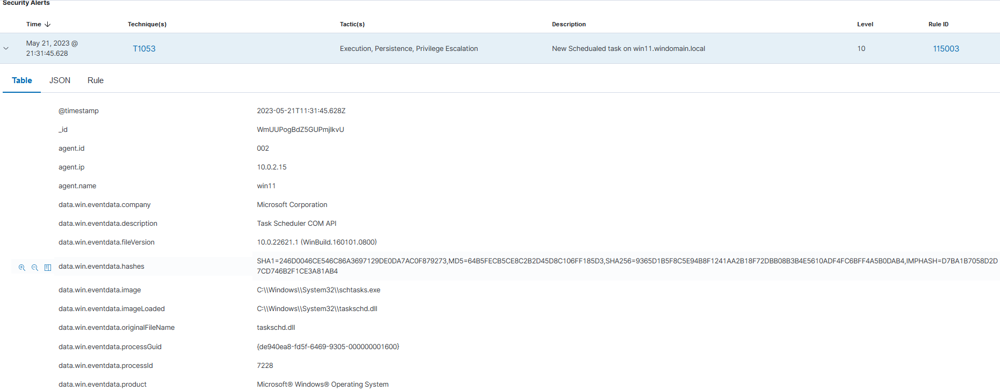 Security Alerts
Time Technique(s) Tactic(s) Description Level Rule ID
May 21, 2023 @
21:31:45.628
T1053 Execution, Persistence, Privilege Escalation New Schedualed task on win11.windomain.local 10 115003
Table JSON Rule
@timestamp 2023-05-21T11:31:45.628Z
_id WmUUPogBdZ5GUPmjlkvU
agent.id 002
agent.ip 10.0.2.15
agent.name win11
data.win.eventdata.company Microsoft Corporation
data.win.eventdata.description Task Scheduler COM API
data.win.eventdata.fileVersion 10.0.22621.1 (WinBuild.160101.0800)
data.win.eventdata.hashes SHA1=246D0046CE546C86A3697129DE0DA7AC0F879273,MD5=64B5FECB5CE8C2B2D45D8C106FF185D3,SHA256=9365D1B5F8C5E94B8F1241AA2B18F72DBB08B3B4E5610ADF4FC6BFF4A5B0DAB4,IMPHASH=D7BA1B7058D2D
7CD746B2F1CE3A81AB4
data.win.eventdata.image C:\\Windows\\System32\\schtasks.exe
data.win.eventdata.imageLoaded C:\\Windows\\System32\\taskschd.dll
data.win.eventdata.originalFileName taskschd.dll
data.win.eventdata.processGuid {de940ea8-fd5f-6469-9305-000000001600}
data.win.eventdata.processId 7228
data.win.eventdata.product Microsoft® Windows® Operating System